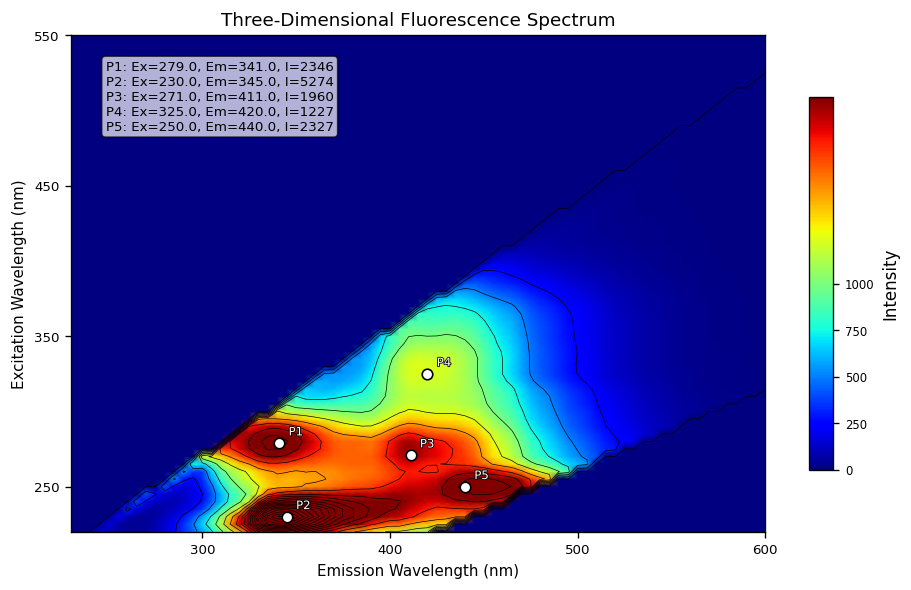 Three-Dimensional Fluorescence Spectrum
P1: Ex=279.0, Em=341.0, I=2346
P2: Ex=230.0, Em=345.0, I=5274
P3: Ex=271.0, Em=411.0, I=1960
P4: Ex=325.0, Em=420.0, I=1227
P5: Ex=250.0, Em=440.0, I=2327
550
450
350
250
Excitation Wavelength (nm)
P4
P1
P3
P5
P2
300
400
500
600
Emission Wavelength (nm)
1000
750
500
250
0
Intensity